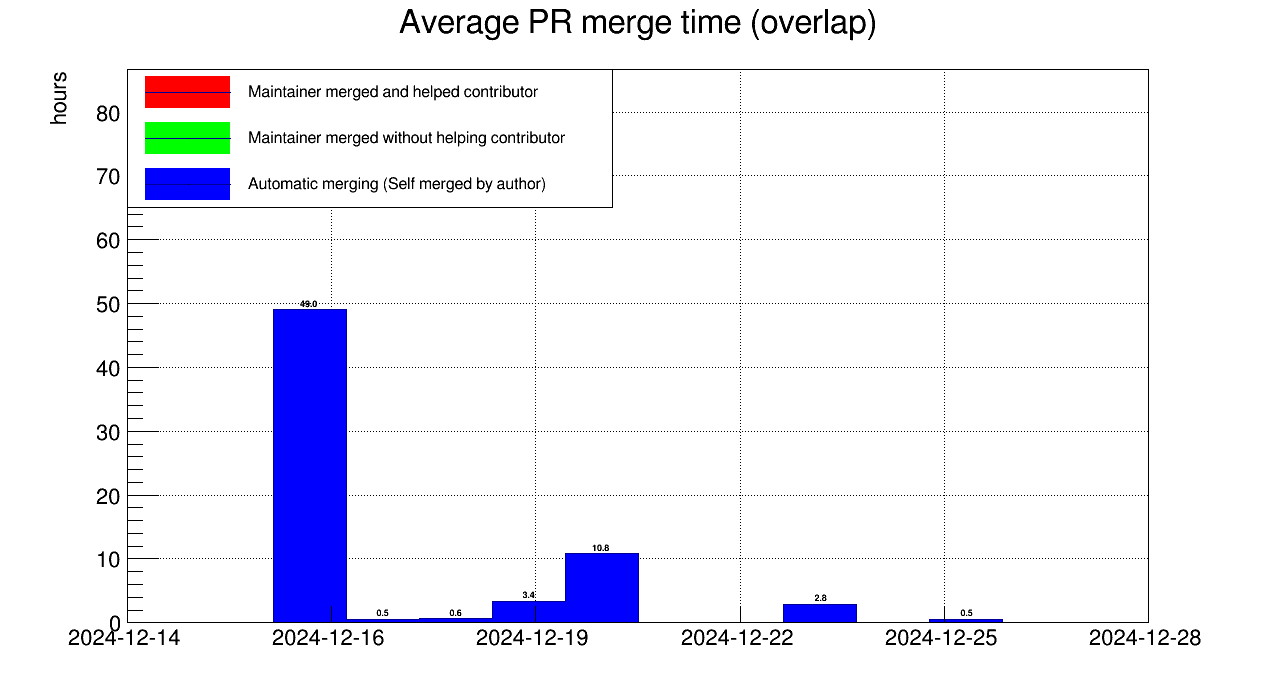 Average PR merge time (overlap)
hours
Maintainer merged and helped contributor
Maintainer merged without helping contributor
Automatic merging (Self merged by author)
80
70
60
50
40
30
20
10
0
49.0
0.5
0.6
3.4
10.8
2.8
0.5
2024-12-14 2024-12-16 2024-12-19 2024-12-22 2024-12-25 2024-12-28